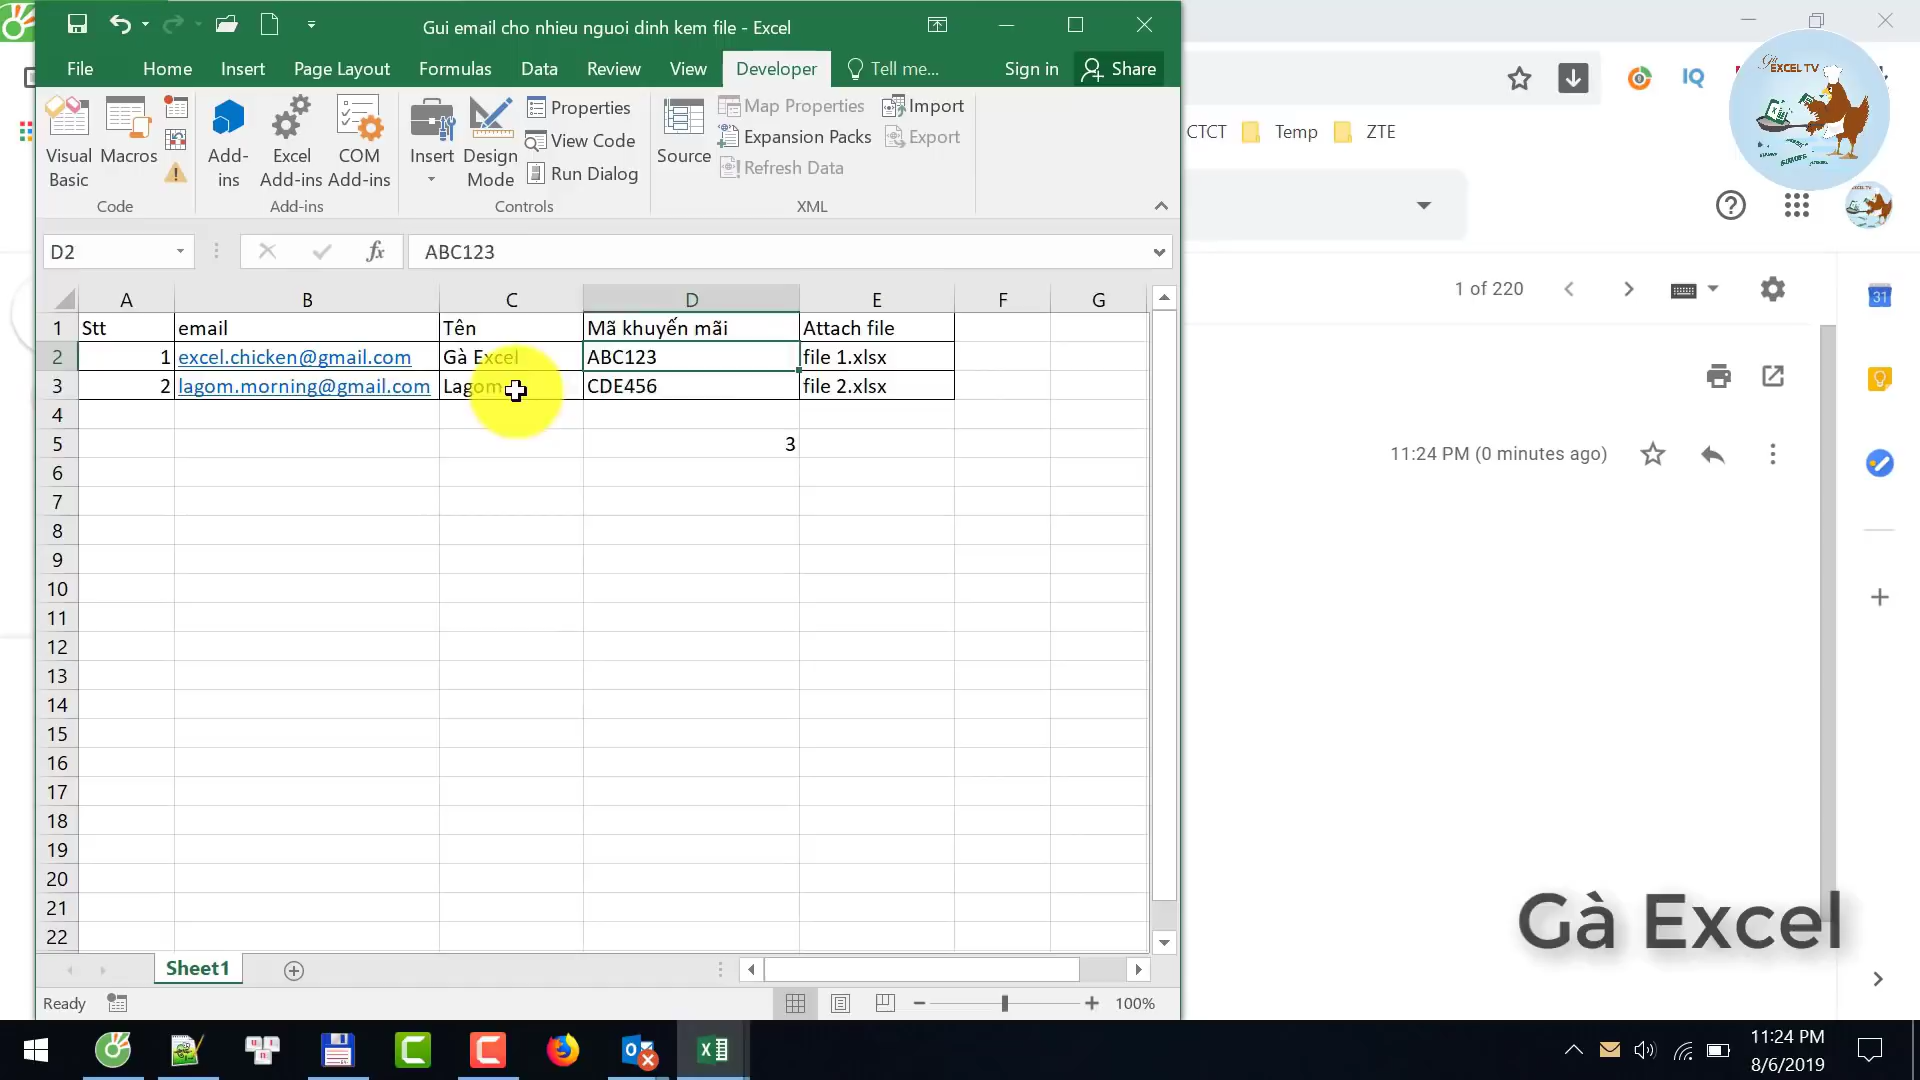 Gui email cho nhieu nguoi dinh kem file - Excel
File Home Insert Page Layout Formulas Data Review View Developer Tell me... Sign in Share
Visual Basic
Macros
Code
Add-ins
Excel Add-ins
COM Add-ins
Add-ins
Insert
Design Mode
Properties
View Code
Run Dialog
Controls
Source
Map Properties
Expansion Packs
Refresh Data
Import
Export
XML
D2 fx ABC123
A B C D E F G
1 Stt email Tên Mã khuyến mãi Attach file
2 1 excel.chicken@gmail.com Gà Excel ABC123 file 1.xlsx
3 2 lagom.morning@gmail.com Lagom CDE456 file 2.xlsx
4
5 3
6
7
8
9
10
11
12
13
14
15
16
17
18
19
20
21
22
Sheet1
Ready 100%
IQ
EXCEL TV
CTCT Temp ZTE
1 of 220
31
11:24 PM (0 minutes ago)
Gà Excel
11:24 PM
8/6/2019